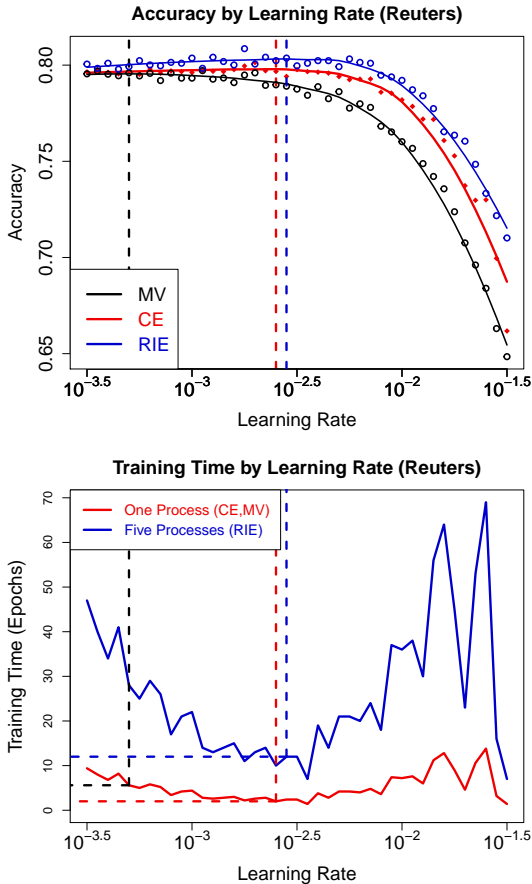 Accuracy by Learning Rate (Reuters)
Accuracy
0.80
0.75
0.70
0.65
MV
CE
RIE
10^-3.5 10^-3 10^-2.5 10^-2 10^-1.5
Learning Rate
Training Time by Learning Rate (Reuters)
Training Time (Epochs)
70
60
50
40
30
20
10
0
One Process (CE,MV)
Five Processes (RIE)
10^-3.5 10^-3 10^-2.5 10^-2 10^-1.5
Learning Rate